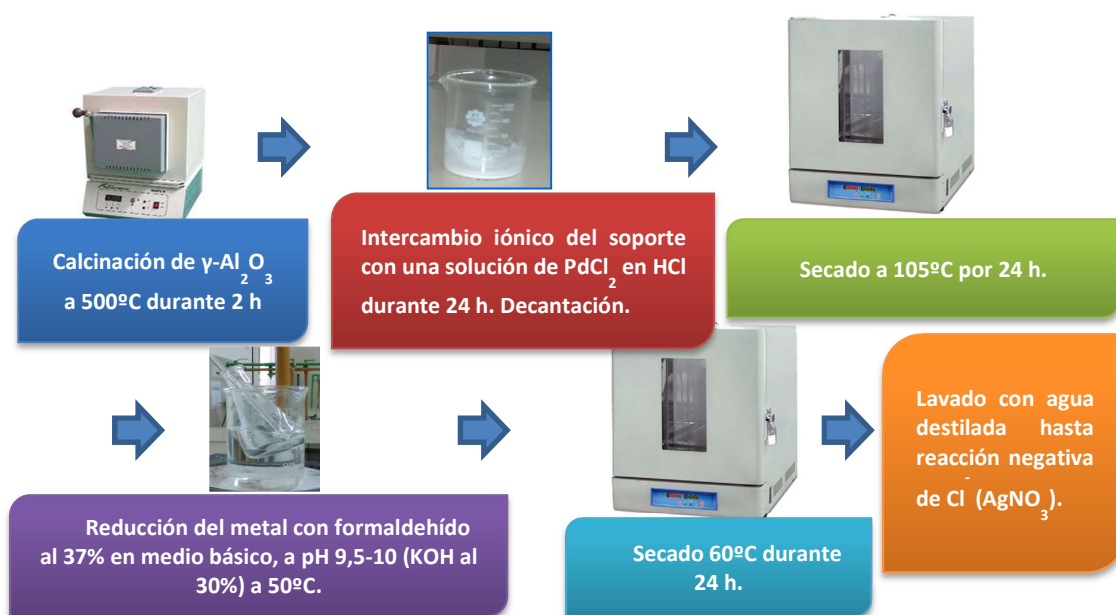 Calcinación de γ-Al2O3
a 500ºC durante 2 h
Intercambio iónico del soporte
con una solución de PdCl2 en HCl
durante 24 h. Decantación.
Secado a 105ºC por 24 h.
Reducción del metal con formaldehído
al 37% en medio básico, a pH 9,5-10 (KOH al
30%) a 50ºC.
Secado 60ºC durante
24 h.
Lavado con agua
destilada hasta
reacción negativa
de Cl- (AgNO3).